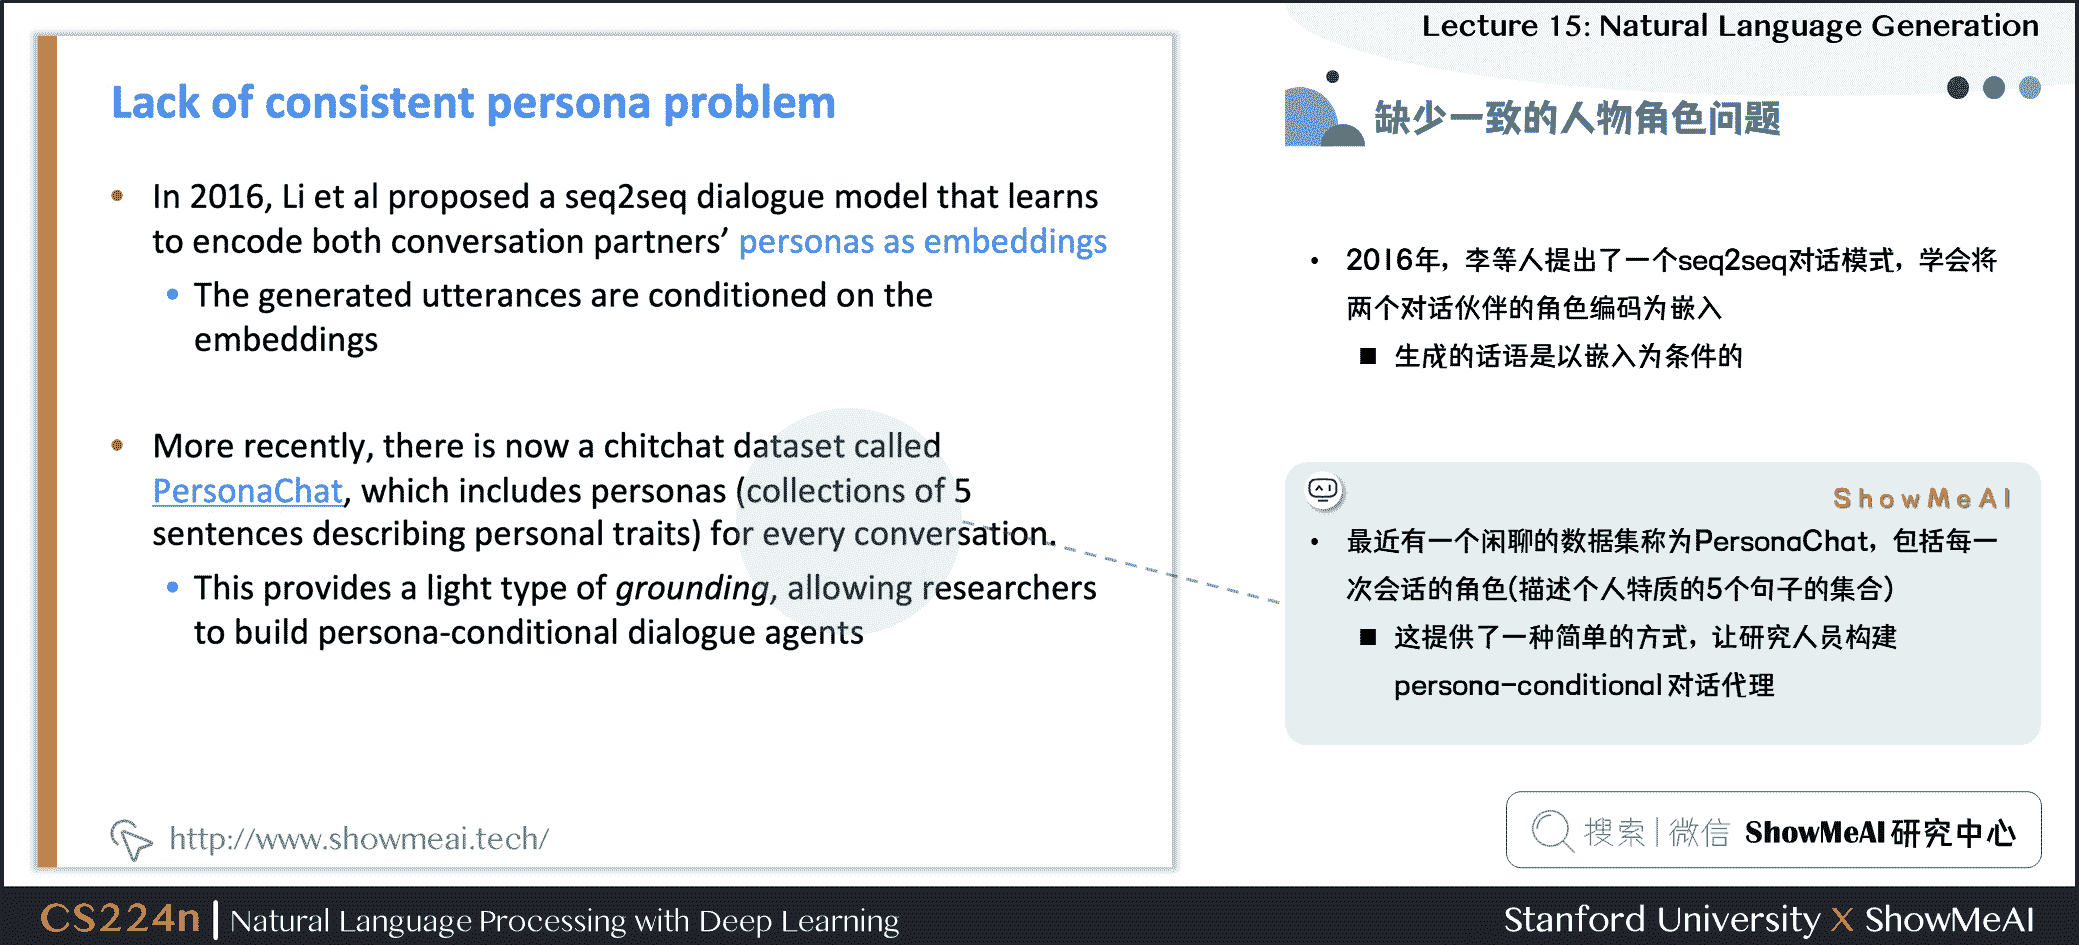 Lecture 15: Natural Language Generation
Lack of consistent persona problem
• In 2016, Li et al proposed a seq2seq dialogue model that learns
to encode both conversation partners’ personas as embeddings
• The generated utterances are conditioned on the
embeddings
• More recently, there is now a chitchat dataset called
PersonaChat, which includes personas (collections of 5
sentences describing personal traits) for every conversation.
• This provides a light type of grounding, allowing researchers
to build persona-conditional dialogue agents
http://www.showmeai.tech/
缺少一致的人物角色问题
• 2016年，李等人提出了一个seq2seq对话模式，学会将
两个对话伙伴的角色编码为嵌入
■ 生成的话语是以嵌入为条件的
ShowMeAI
• 最近有一个闲聊的数据集称为PersonaChat，包括每一
次会话的角色(描述个人特质的5个句子的集合)
■ 这提供了一种简单的方式，让研究人员构建
persona-conditional对话代理
搜索|微信 ShowMeAI研究中心
CS224n | Natural Language Processing with Deep Learning
Stanford University X ShowMeAI